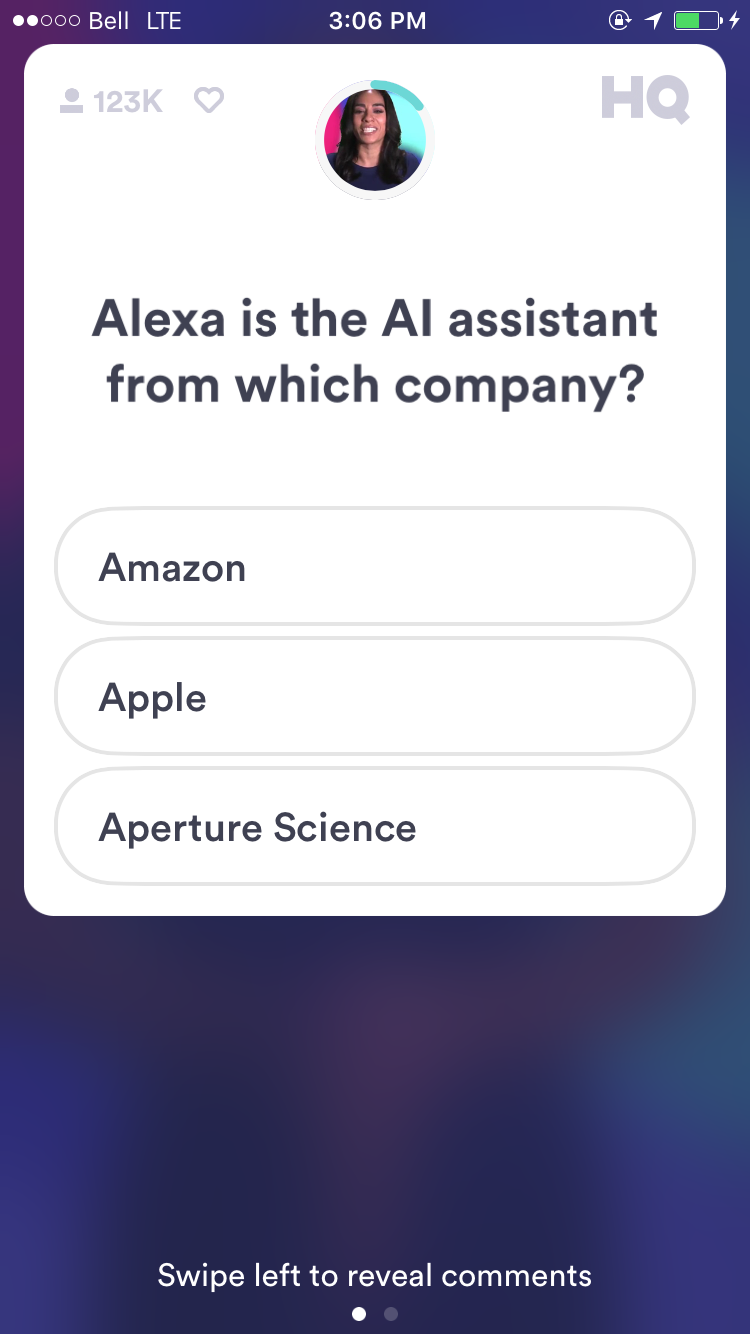 Bell LTE 3:06 PM
123K HQ
Alexa is the AI assistant
from which company?
Amazon
Apple
Aperture Science
Swipe left to reveal comments